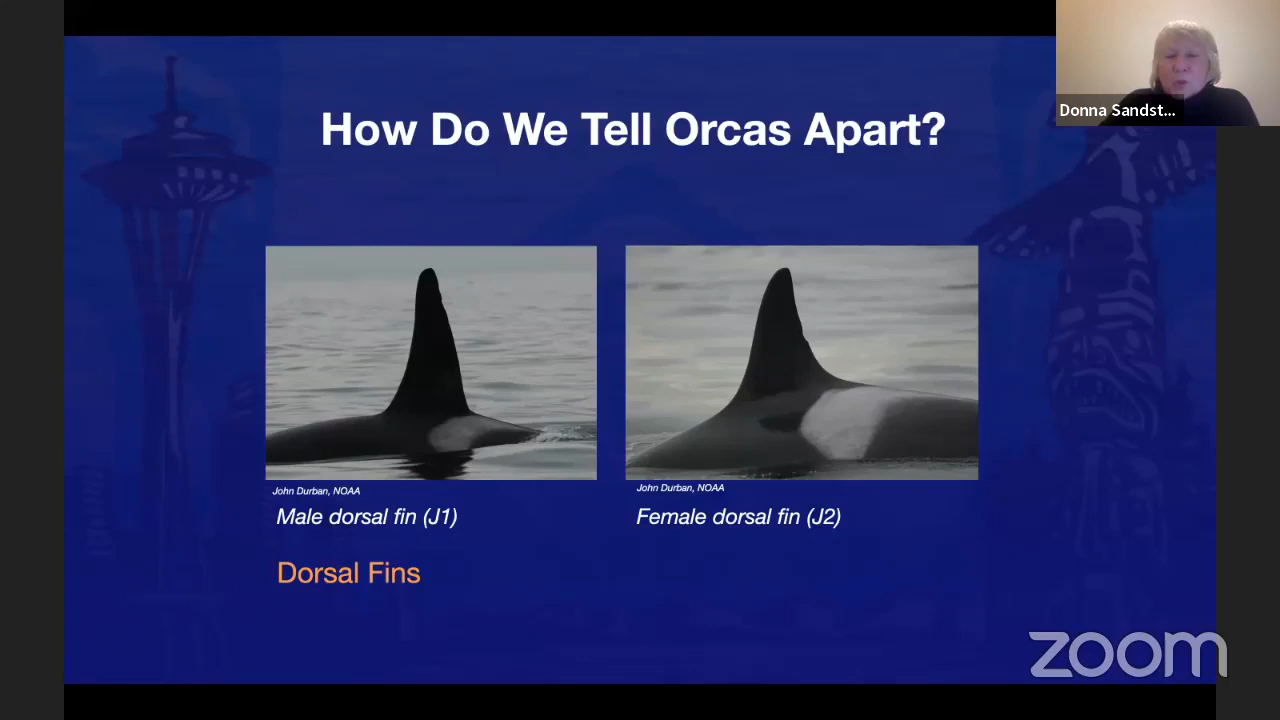 Donna Sandst...
How Do We Tell Orcas Apart?
John Durban, NOAA
John Durban, NOAA
Male dorsal fin (J1)
Female dorsal fin (J2)
Dorsal Fins
zoom